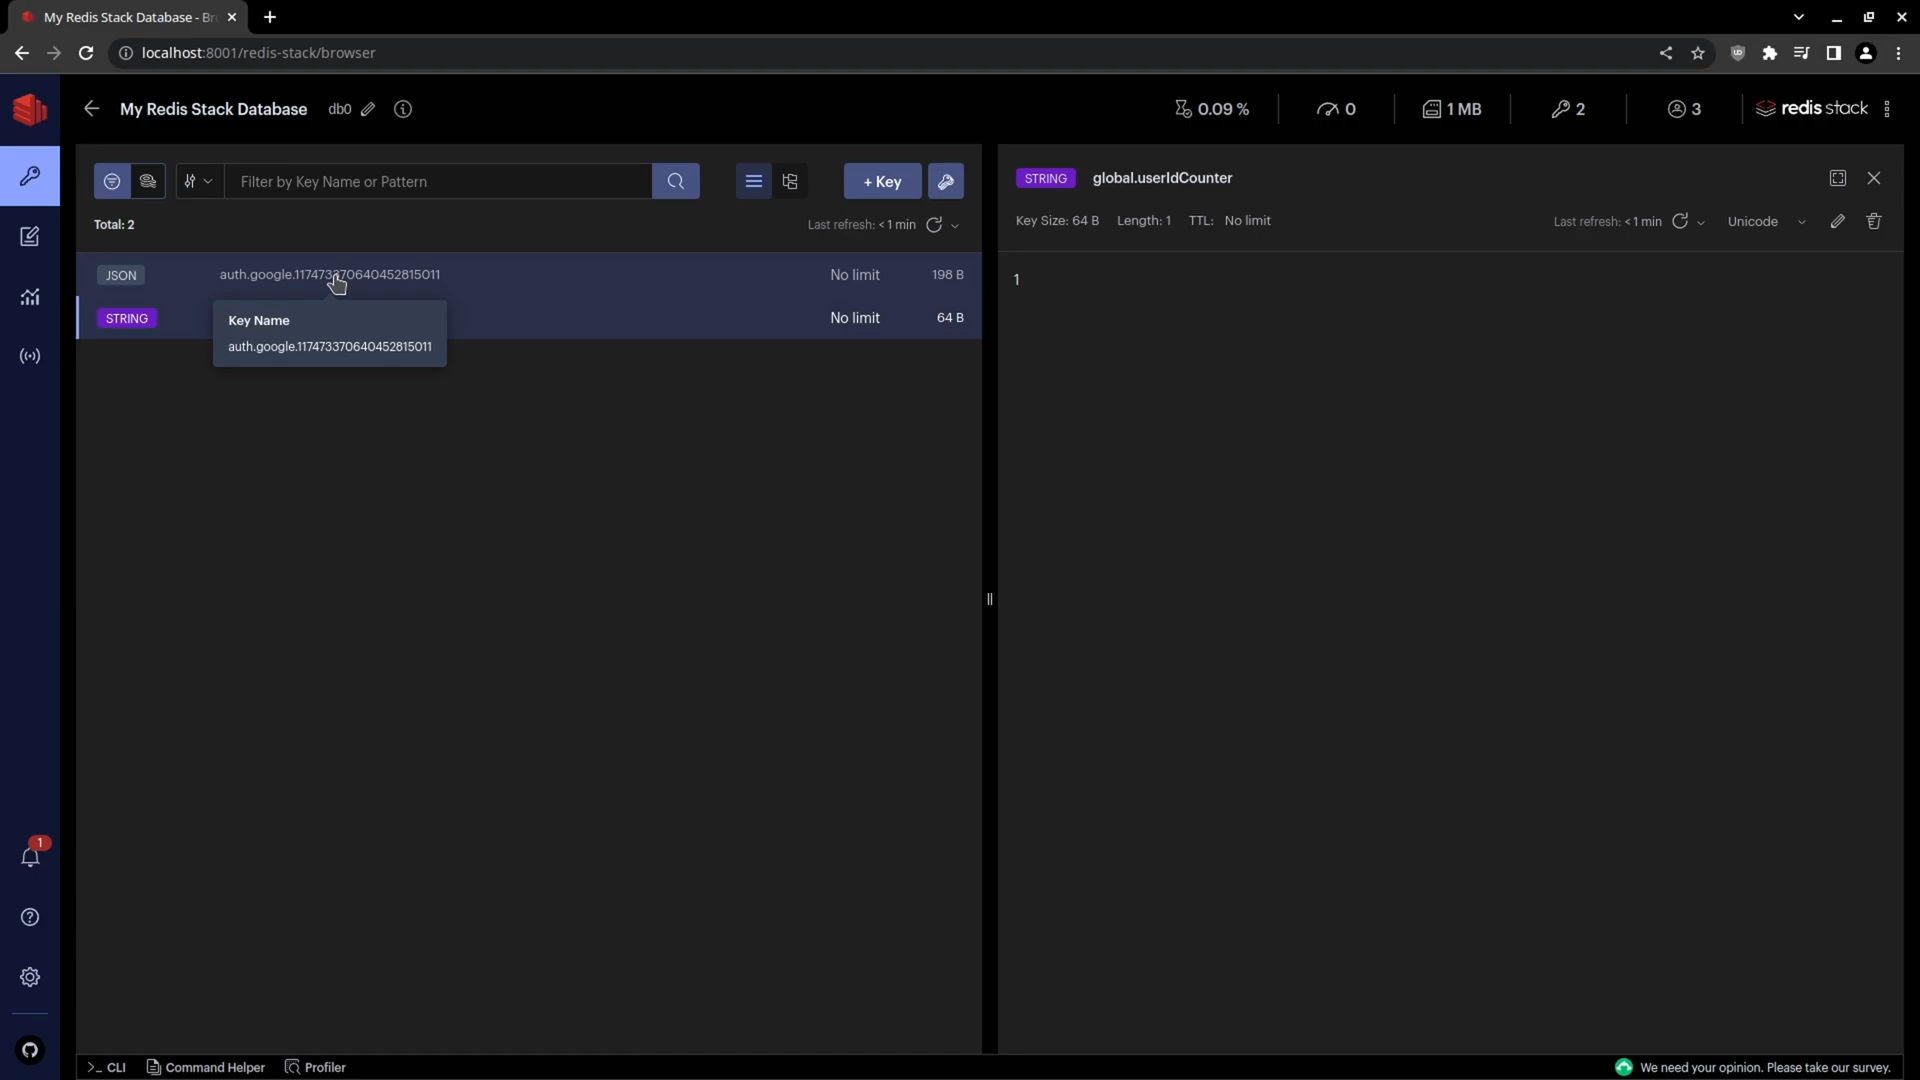 My Redis Stack Database - Br
localhost:8001/redis-stack/browser
My Redis Stack Database db0 0.09 % 0 1 MB 2 3 redis stack
Filter by Key Name or Pattern + Key
Total: 2 Last refresh: < 1 min
JSON auth.google.117473370640452815011 No limit 198 B
STRING No limit 64 B
Key Name
auth.google.117473370640452815011
STRING global.userIdCounter
Key Size: 64 B Length: 1 TTL: No limit Last refresh: < 1 min Unicode
1
1
>_ CLI Command Helper Profiler We need your opinion. Please take our survey.